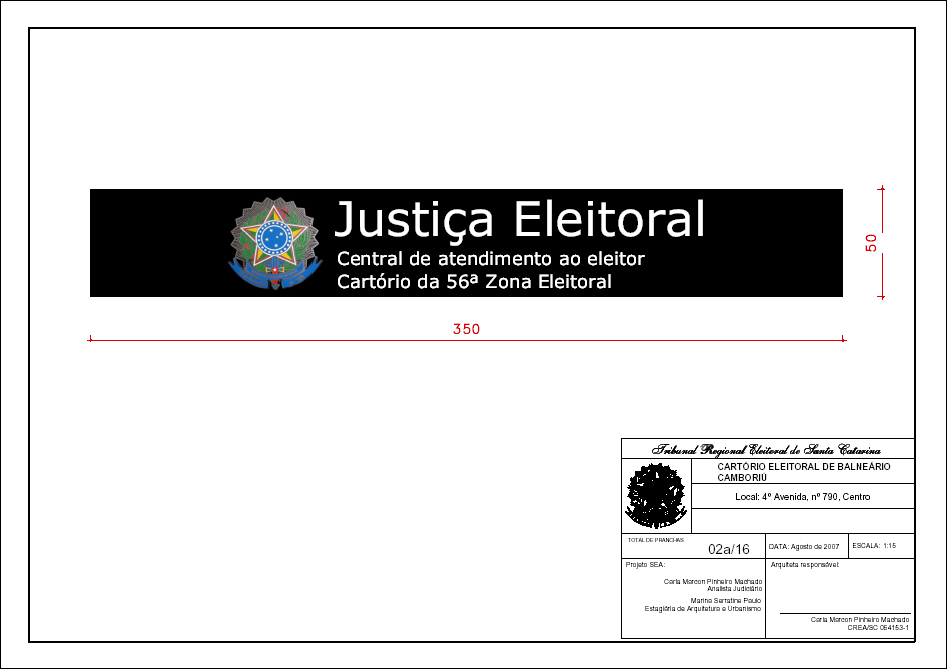 Justiça Eleitoral
Central de atendimento ao eleitor
Cartório da 56ª Zona Eleitoral
50
350
Tribunal Regional Eleitoral de Santa Catarina
CARTÓRIO ELEITORAL DE BALNEÁRIO
CAMBORIÚ
Local: 4ª Avenida, nº 790, Centro
TOTAL DE PRANCHAS
02a/16
DATA: Agosto de 2007
ESCALA: 1:15
Projeto SEA:
Arquiteta responsável:
Carla Marcon Pinheiro Machado
Analista Judiciário
Marina Serratine Paulo
Estagiária de Arquitetura e Urbanismo
Carla Marcon Pinheiro Machado
CREA/SC 054153-1